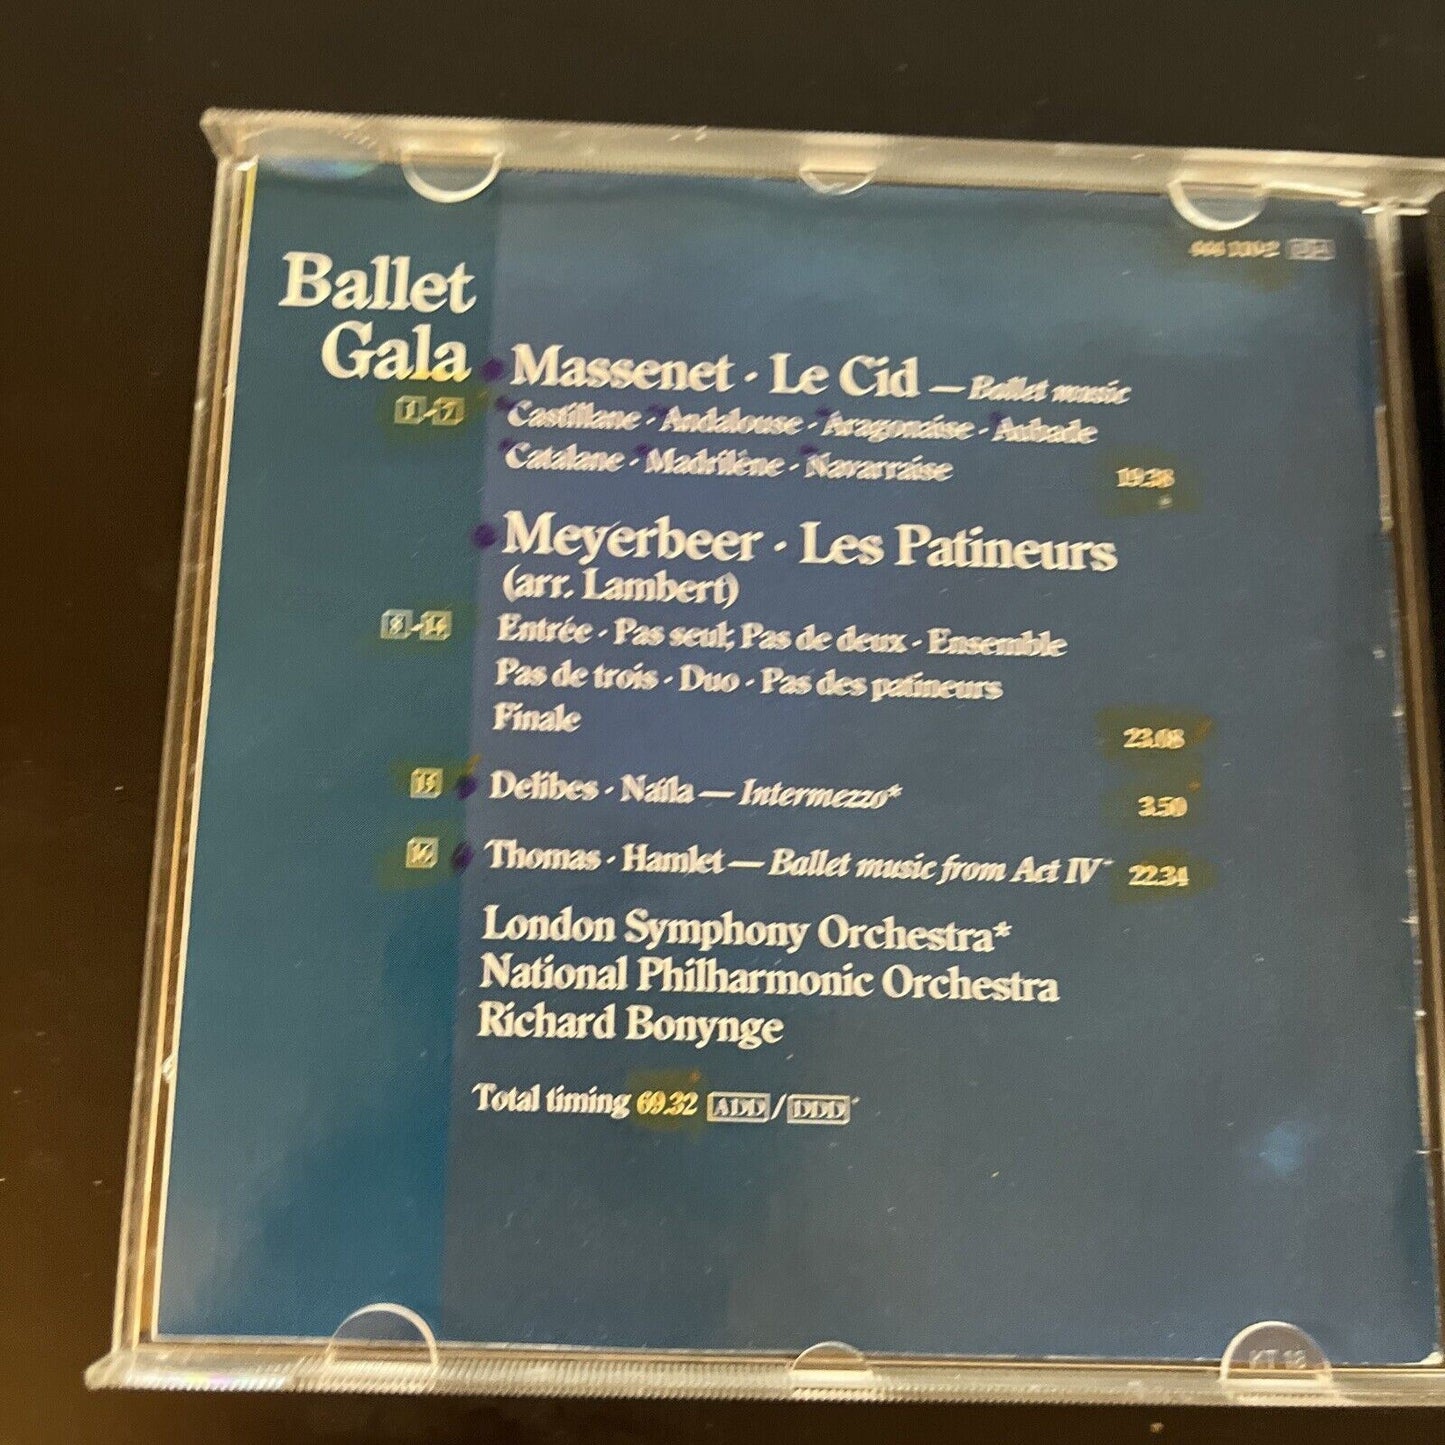 Ballet
Gala
Massenet · Le Cid — Ballet music
1-7 Castillane · Andalouse · Aragonaise · Aubade
Catalane · Madrilène · Navarraise 19.38
Meyerbeer · Les Patineurs
(arr. Lambert)
8-14 Entrée · Pas seul; Pas de deux · Ensemble
Pas de trois · Duo · Pas des patineurs
Finale 23.08
15 Delibes · Naïla — Intermezzo* 3.50
16 Thomas · Hamlet — Ballet music from Act IV* 22.34
London Symphony Orchestra*
National Philharmonic Orchestra
Richard Bonynge
Total timing 69.32 ADD/DDD*